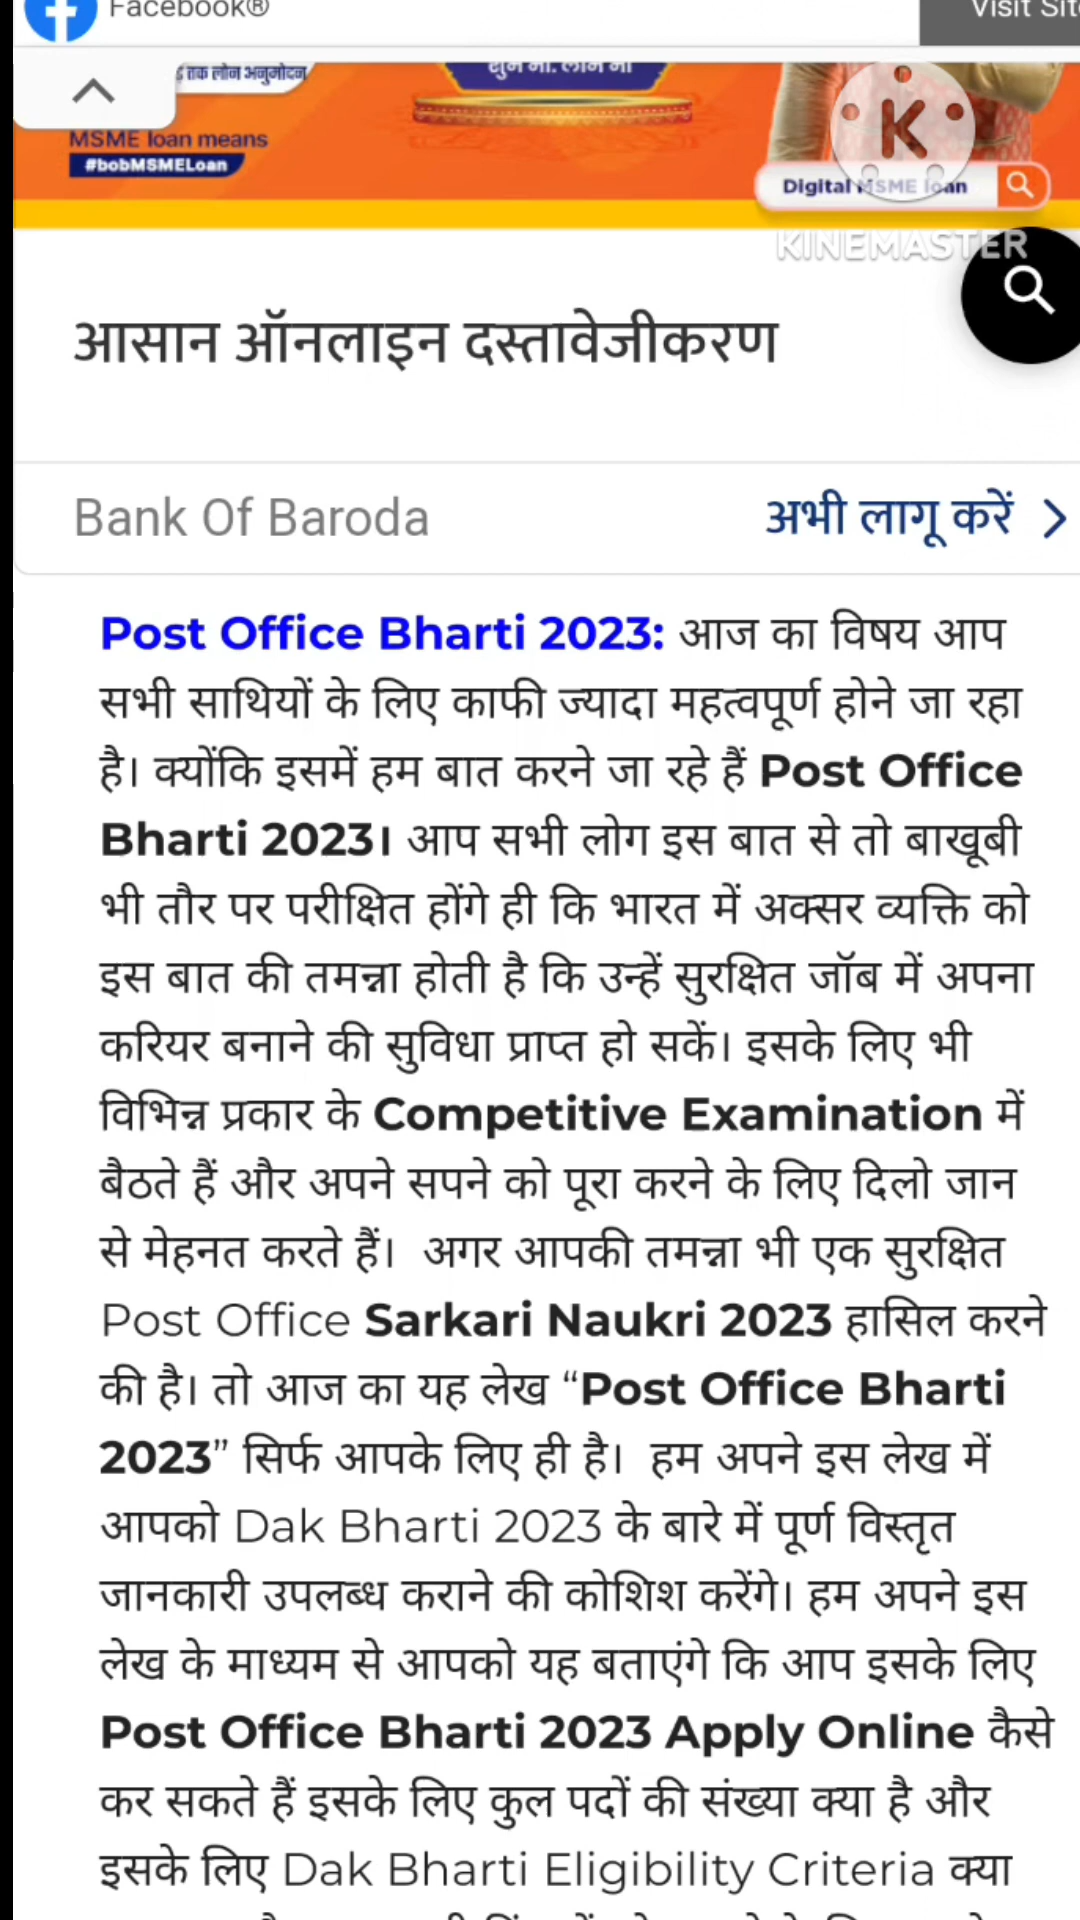 Facebook®
Visit
तक लोन अनुमोदन
MSME loan means
#bobMSMELoan
Digital MSME loan
K
KINEMASTER
आसान ऑनलाइन दस्तावेजीकरण
Bank Of Baroda
अभी लागू करें
Post Office Bharti 2023: आज का विषय आप
सभी साथियों के लिए काफी ज्यादा महत्वपूर्ण होने जा रहा
है। क्योंकि इसमें हम बात करने जा रहे हैं Post Office
Bharti 2023। आप सभी लोग इस बात से तो बाखूबी
भी तौर पर परीक्षित होंगे ही कि भारत में अक्सर व्यक्ति को
इस बात की तमन्ना होती है कि उन्हें सुरक्षित जॉब में अपना
करियर बनाने की सुविधा प्राप्त हो सकें। इसके लिए भी
विभिन्न प्रकार के Competitive Examination में
बैठते हैं और अपने सपने को पूरा करने के लिए दिलो जान
से मेहनत करते हैं। अगर आपकी तमन्ना भी एक सुरक्षित
Post Office Sarkari Naukri 2023 हासिल करने
की है। तो आज का यह लेख “Post Office Bharti
2023” सिर्फ आपके लिए ही है। हम अपने इस लेख में
आपको Dak Bharti 2023 के बारे में पूर्ण विस्तृत
जानकारी उपलब्ध कराने की कोशिश करेंगे। हम अपने इस
लेख के माध्यम से आपको यह बताएंगे कि आप इसके लिए
Post Office Bharti 2023 Apply Online कैसे
कर सकते हैं इसके लिए कुल पदों की संख्या क्या है और
इसके लिए Dak Bharti Eligibility Criteria क्या